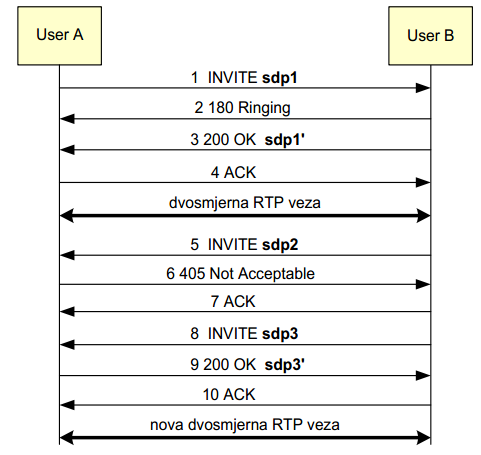 User A
User B
1 INVITE sdp1
2 180 Ringing
3 200 OK sdp1'
4 ACK
dvosmjerna RTP veza
5 INVITE sdp2
6 405 Not Acceptable
7 ACK
8 INVITE sdp3
9 200 OK sdp3'
10 ACK
nova dvosmjerna RTP veza